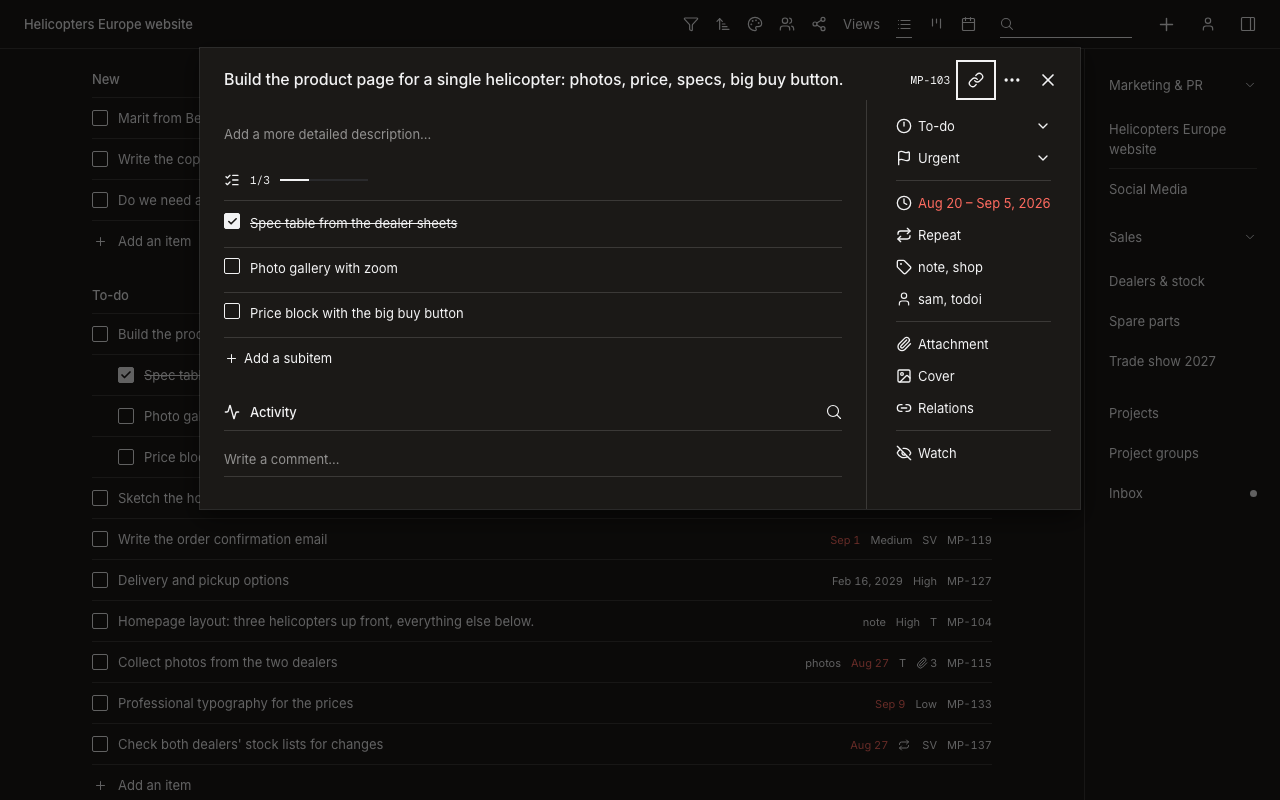 Helicopters Europe website
Views
Build the product page for a single helicopter: photos, price, specs, big buy button.
MP-103
Add a more detailed description...
1/3
Spec table from the dealer sheets
Photo gallery with zoom
Price block with the big buy button
Add a subitem
Activity
Write a comment...
To-do
Urgent
Aug 20 – Sep 5, 2026
Repeat
note, shop
sam, todoi
Attachment
Cover
Relations
Watch
New
Marit from Be
Write the cop
Do we need a
Add an item
To-do
Build the proc
Spec tabl
Photo ga
Price bloc
Sketch the ho
Write the order confirmation email Sep 1 Medium SV MP-119
Delivery and pickup options Feb 16, 2029 High MP-127
Homepage layout: three helicopters up front, everything else below. note High T MP-104
Collect photos from the two dealers photos Aug 27 T 3 MP-115
Professional typography for the prices Sep 9 Low MP-133
Check both dealers' stock lists for changes Aug 27 SV MP-137
Add an item
Marketing & PR
Helicopters Europe
website
Social Media
Sales
Dealers & stock
Spare parts
Trade show 2027
Projects
Project groups
Inbox